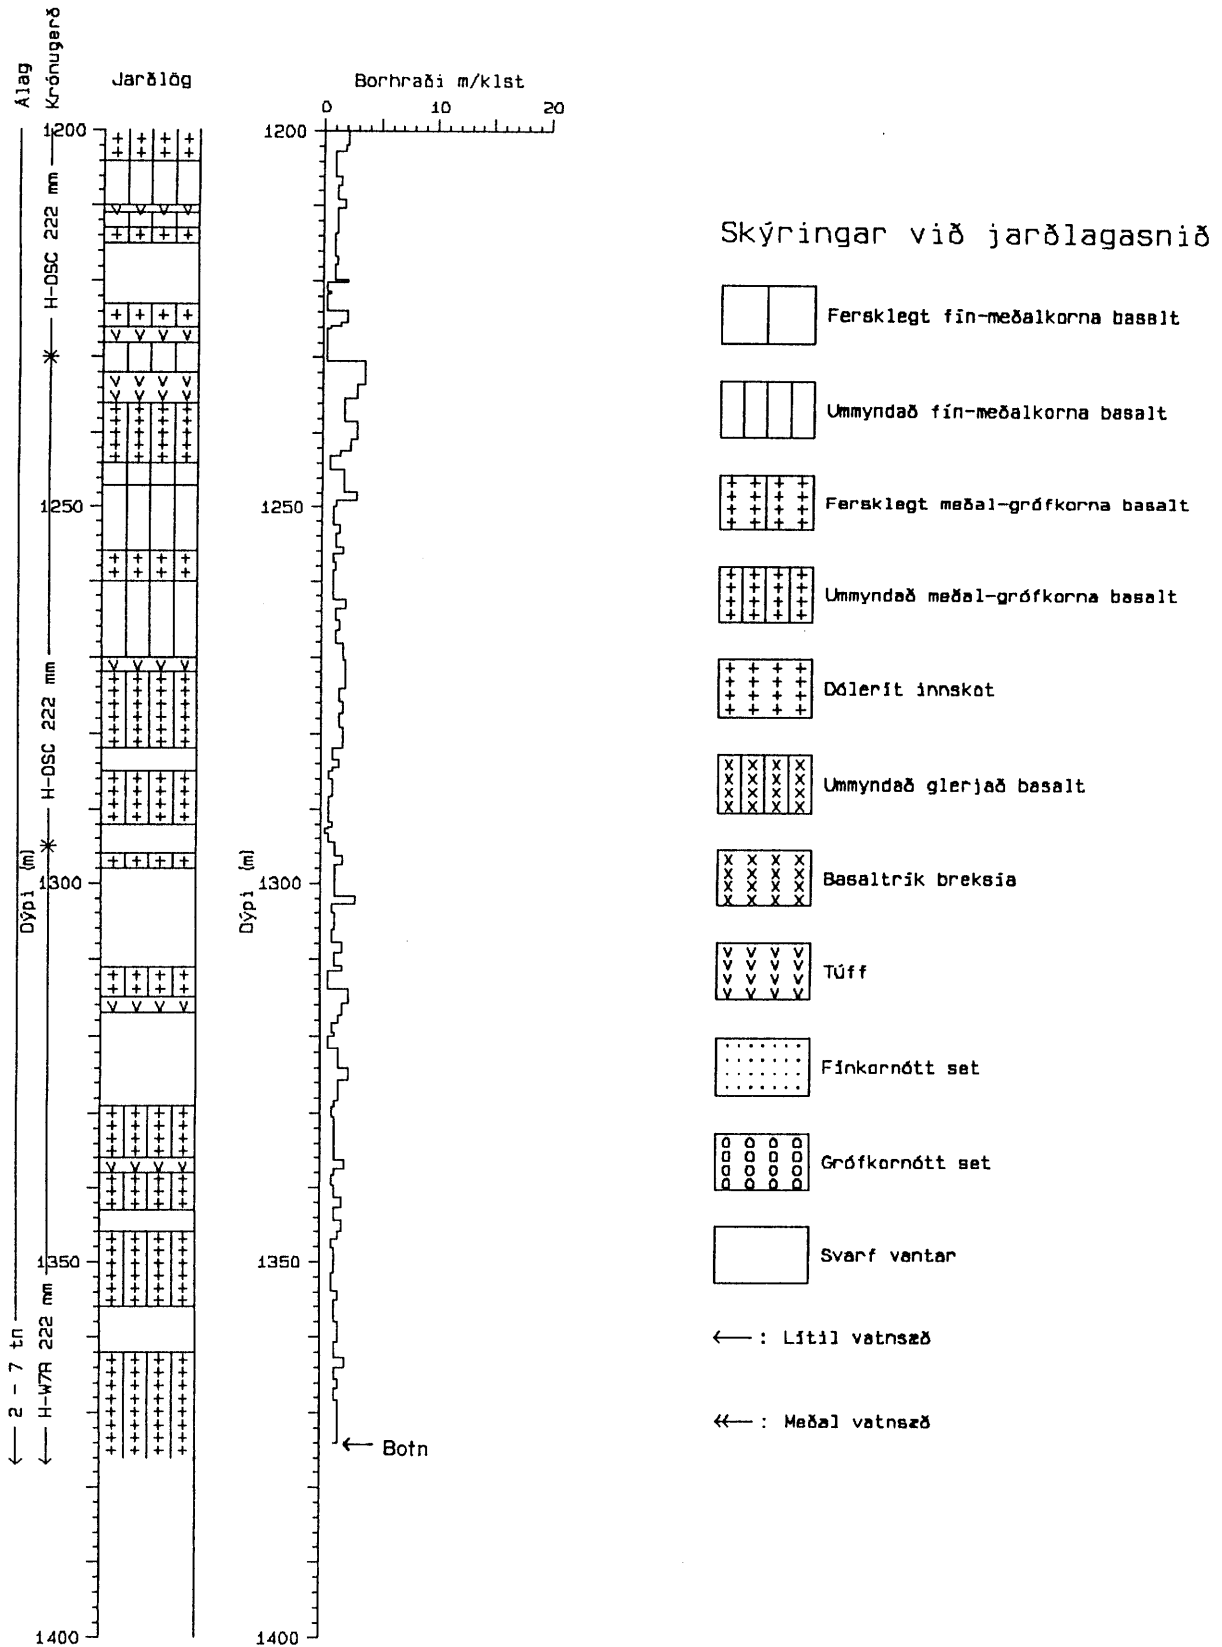 Álag
Krónugerð
Jarðlög
Borhraði m/klst
0 10 20
1200
1200
H-DSC 222 mm
1250
1250
H-DSC 222 mm
Dýpi (m)
Dýpi (m)
1300
1300
1350
1350
2 - 7 tn
H-W7A 222 mm
Botn
1400
1400
Skýringar við jarðlagasnið
Fersklegt fín-meðalkorna basalt
Ummyndað fín-meðalkorna basalt
Fersklegt meðal-grófkorna basalt
Ummyndað meðal-grófkorna basalt
Dólerít innskot
Ummyndað glerjað basalt
Basaltrík breksía
Túff
Fínkornótt set
Grófkornótt set
Svarf vantar
: Lítil vatnsæð
: Meðal vatnsæð